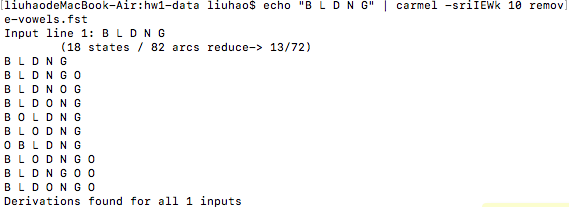 [liuhaodeMacBook-Air:hw1-data liuhao$ echo "B L D N G" | carmel -sriIEWk 10 remov]
e-vowels.fst
Input line 1: B L D N G
(18 states / 82 arcs reduce-> 13/72)
B L D N G
B L D N G O
B L D N O G
B L D O N G
B O L D N G
B L O D N G
O B L D N G
B L O D N G O
B L D N G O O
B L D O N G O
Derivations found for all 1 inputs